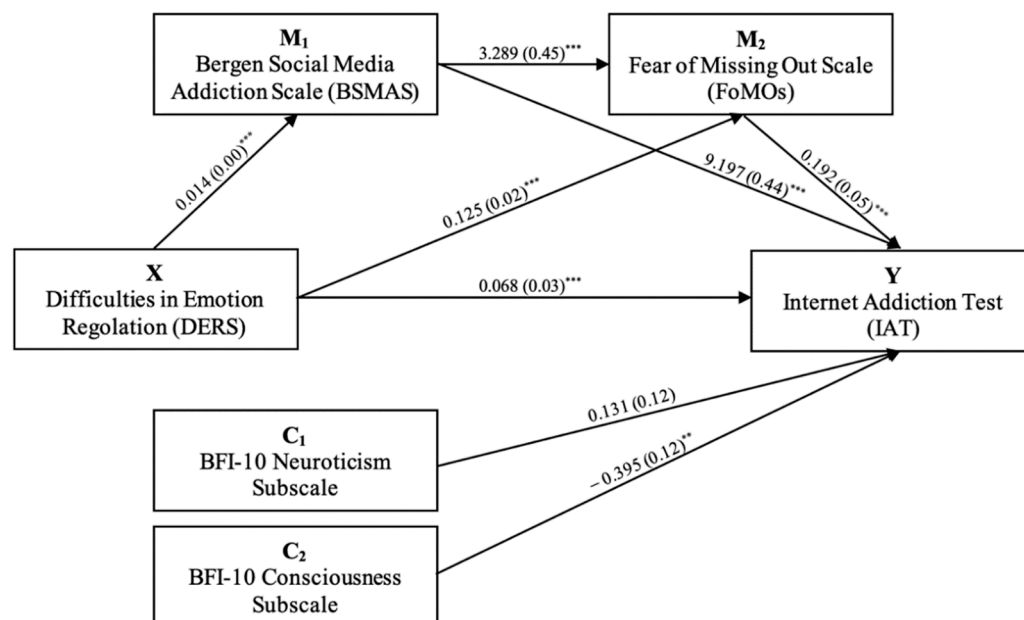 M₁
Bergen Social Media
Addiction Scale (BSMAS)
3.289 (0.45)***
M₂
Fear of Missing Out Scale
(FoMOs)
0.014 (0.00)***
0.125 (0.02)***
9.197 (0.44)***
0.192 (0.05)***
X
Difficulties in Emotion
Regolation (DERS)
0.068 (0.03)***
Y
Internet Addiction Test
(IAT)
0.131 (0.12)
C₁
BFI-10 Neuroticism
Subscale
−0.395 (0.12)**
C₂
BFI-10 Consciousness
Subscale